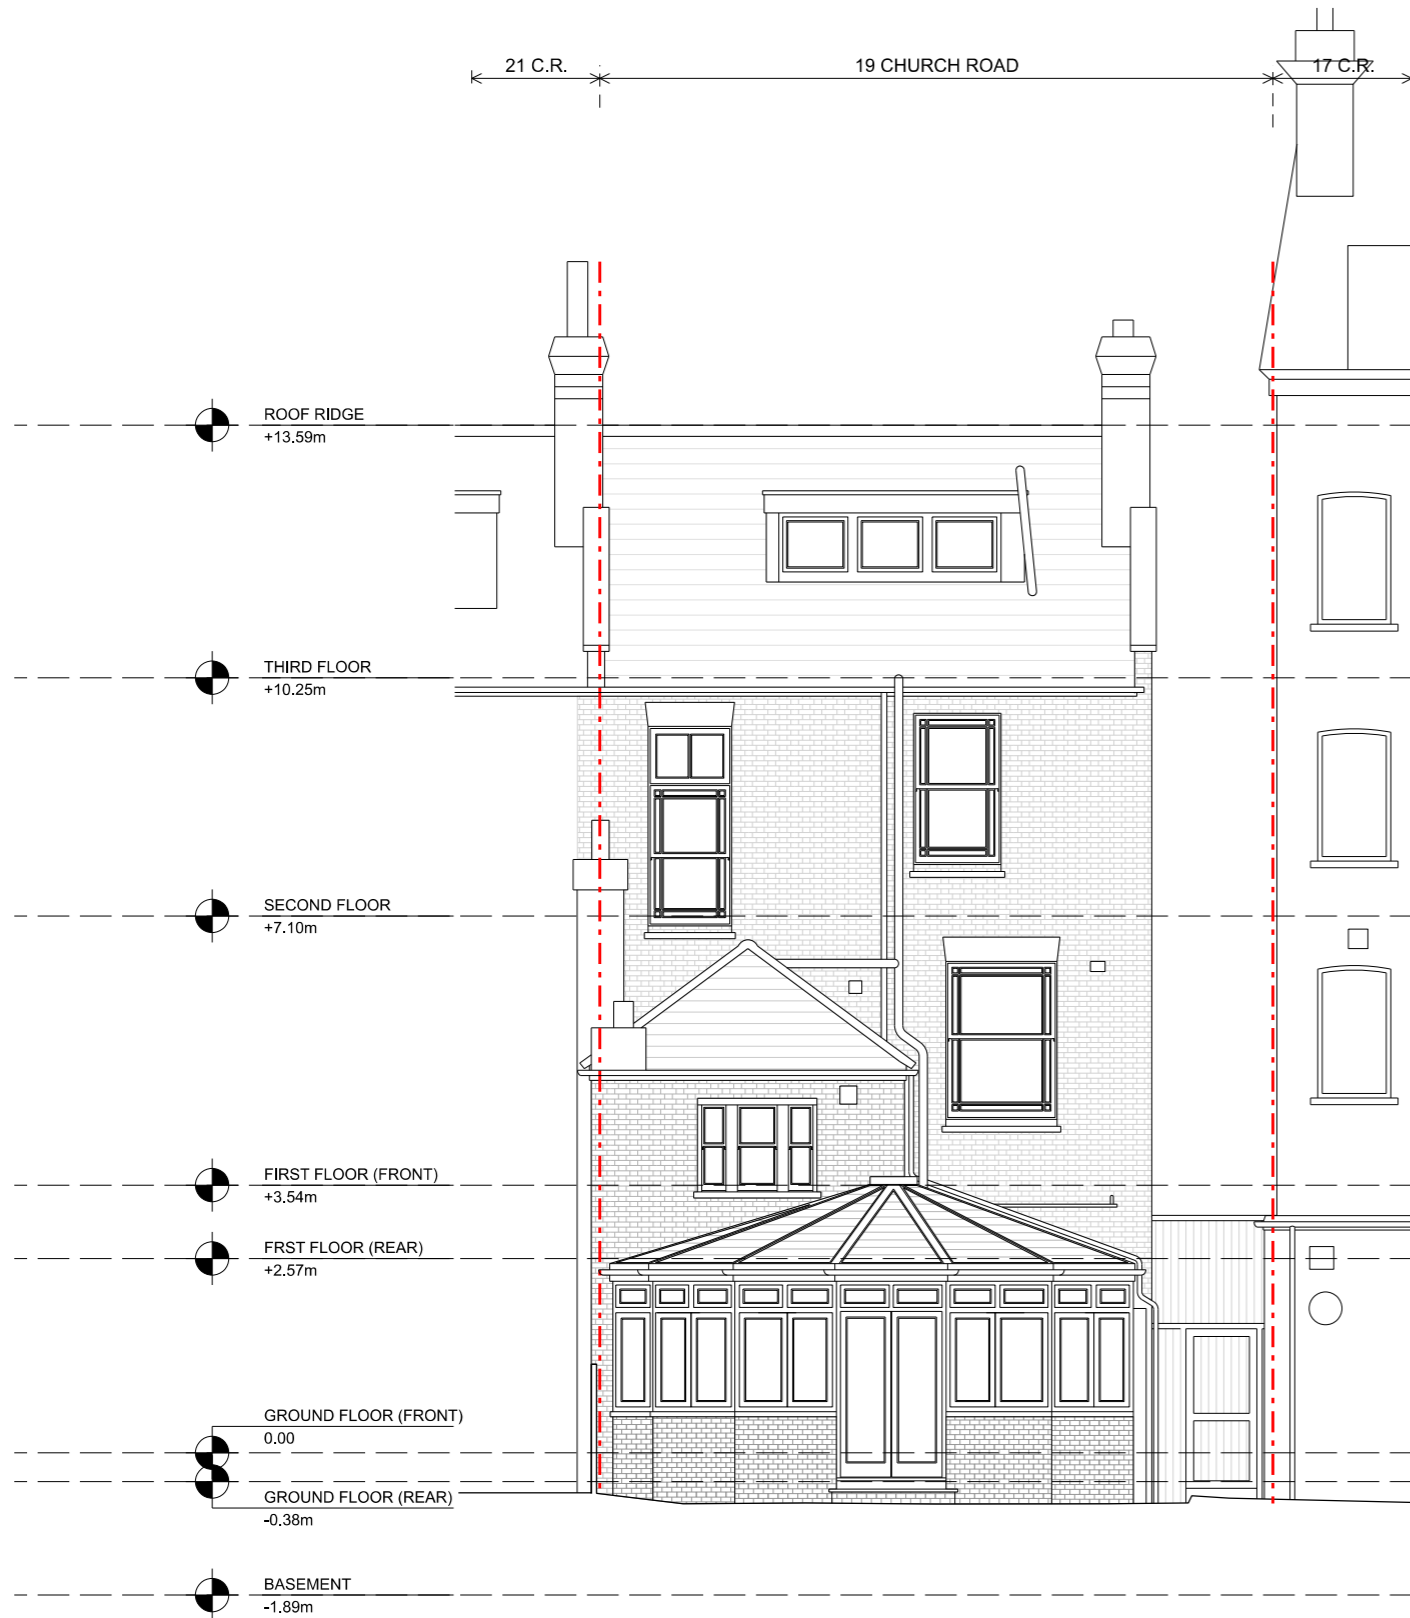 21 C.R.
19 CHURCH ROAD
17 C.R.
ROOF RIDGE
+13.59m
THIRD FLOOR
+10.25m
SECOND FLOOR
+7.10m
FIRST FLOOR (FRONT)
+3.54m
FRST FLOOR (REAR)
+2.57m
GROUND FLOOR (FRONT)
0.00
GROUND FLOOR (REAR)
-0.38m
BASEMENT
-1.89m